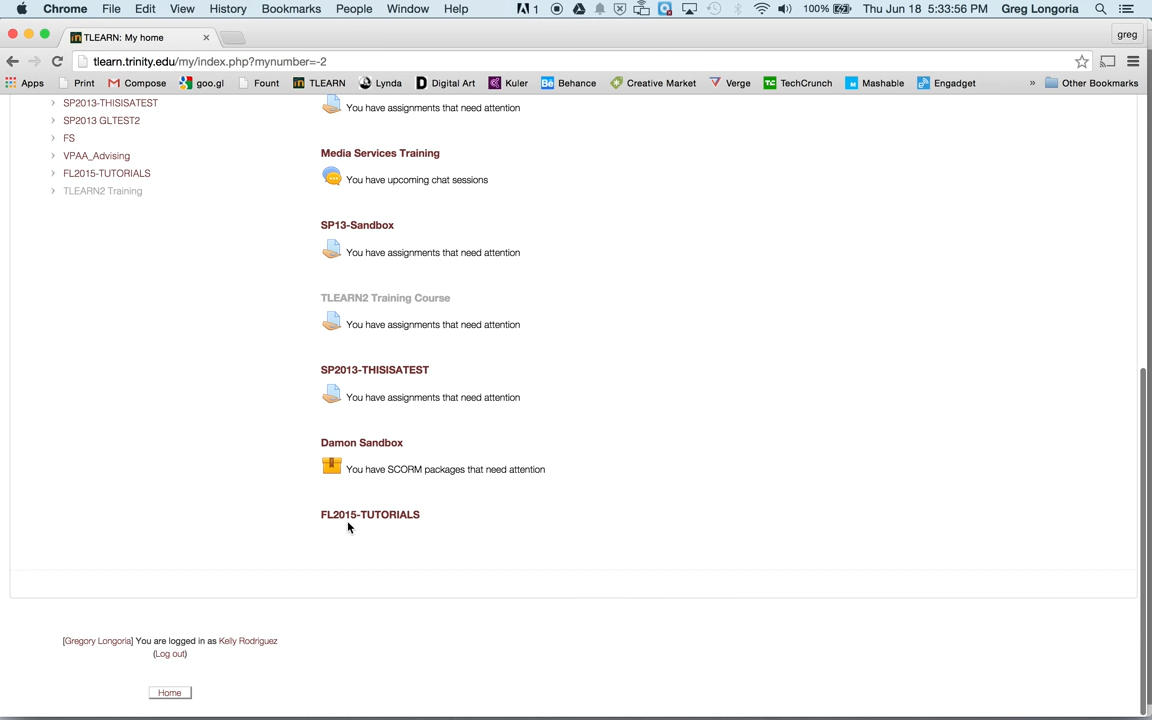 Chrome File Edit View History Bookmarks People Window Help 1 100% Thu Jun 18 5:33:56 PM Greg Longoria
TLEARN: My home greg
tlearn.trinity.edu/my/index.php?mynumber=-2
Apps Print Compose goo.gl Fount TLEARN Lynda Digital Art Kuler Behance Creative Market Verge TechCrunch Mashable Engadget » Other Bookmarks
SP2013-THISISATEST
SP2013 GLTEST2
FS
VPAA_Advising
FL2015-TUTORIALS
TLEARN2 Training
You have assignments that need attention
Media Services Training
You have upcoming chat sessions
SP13-Sandbox
You have assignments that need attention
TLEARN2 Training Course
You have assignments that need attention
SP2013-THISISATEST
You have assignments that need attention
Damon Sandbox
You have SCORM packages that need attention
FL2015-TUTORIALS
[Gregory Longoria] You are logged in as Kelly Rodriguez
(Log out)
Home